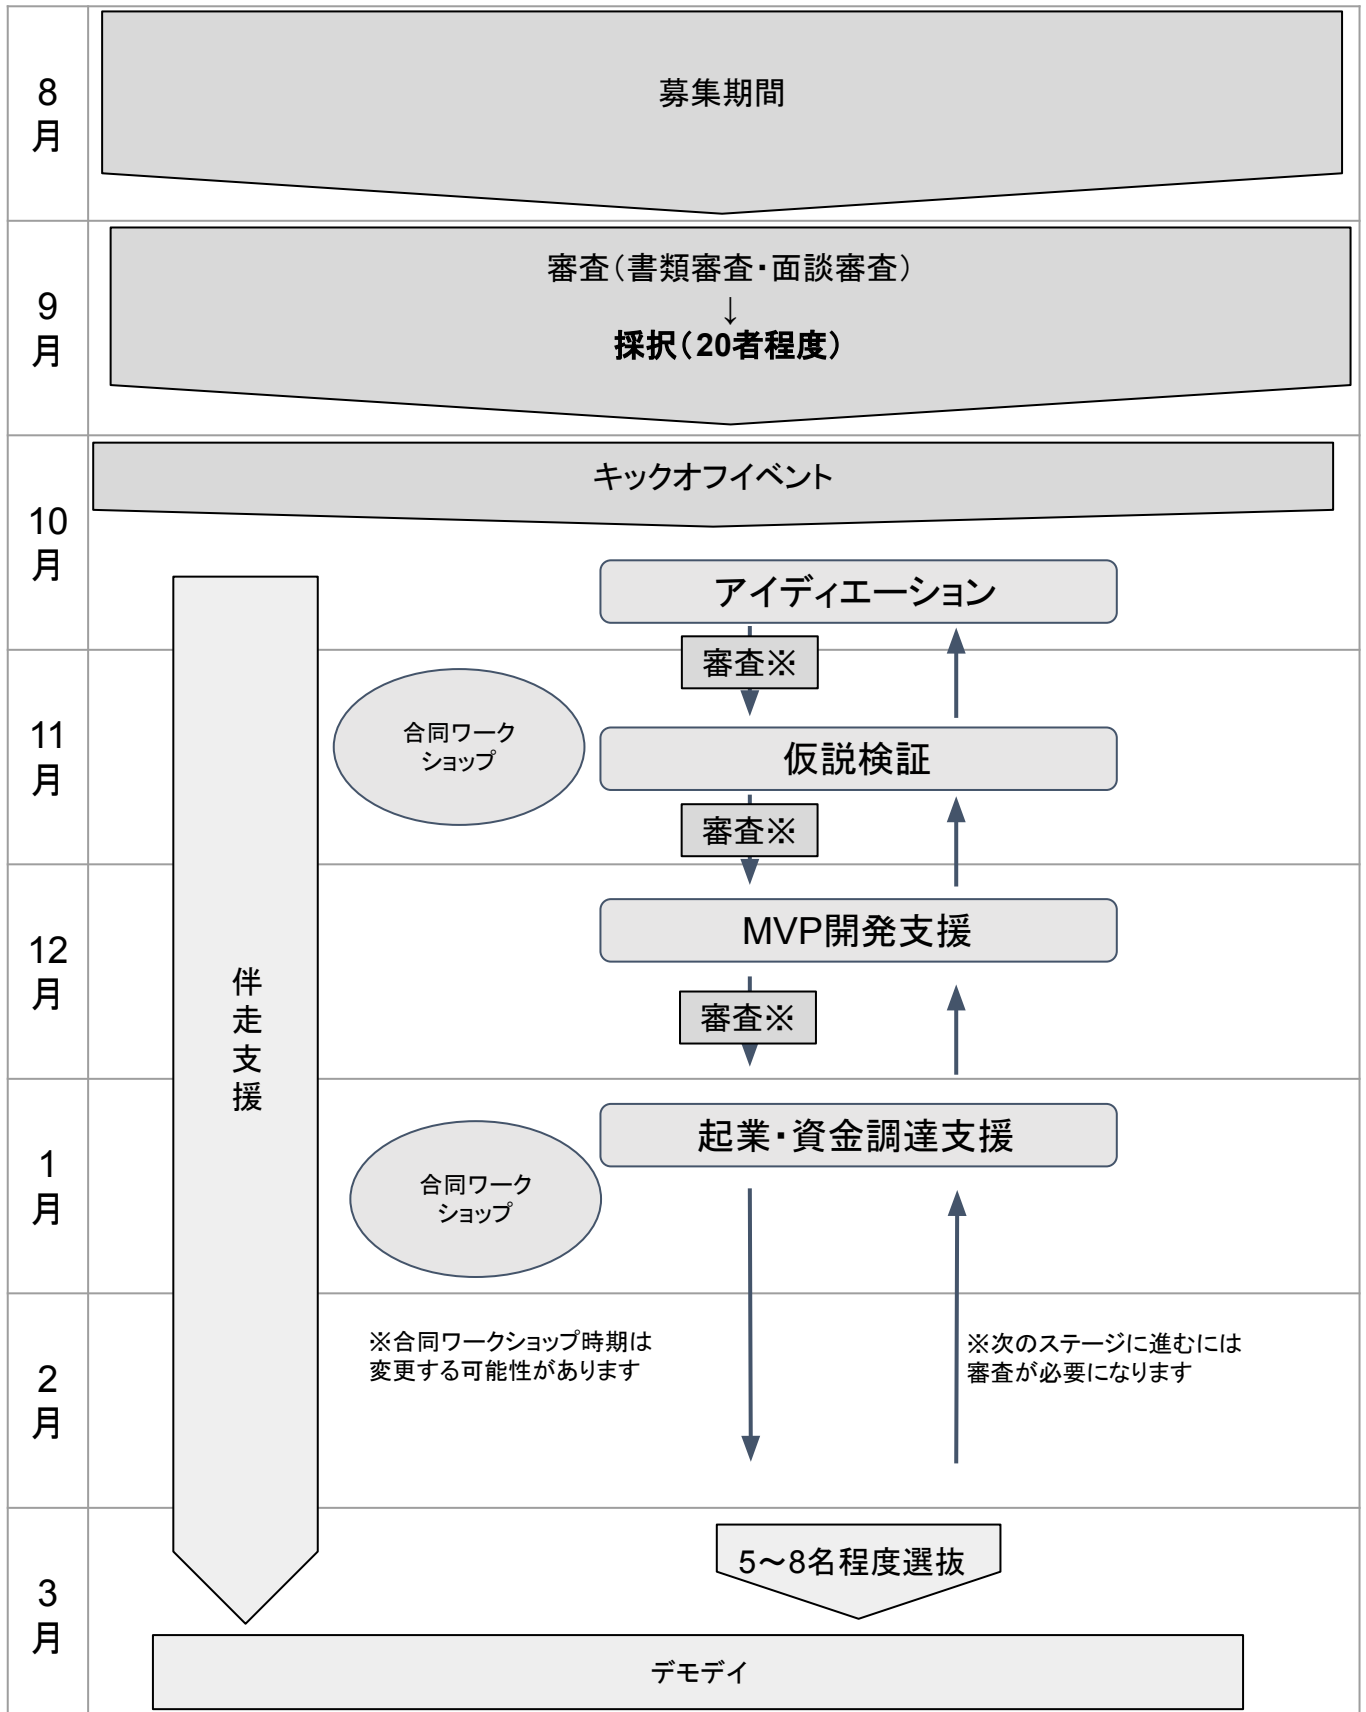 8
月
募集期間
9
月
審査（書類審査・面談審査）
↓
採択（20者程度）
10
月
キックオフイベント
アイディエーション
審査※
11
月
合同ワーク
ショップ
仮説検証
審査※
12
月
MVP開発支援
審査※
伴
走
支
援
1
月
起業・資金調達支援
合同ワーク
ショップ
2
月
※合同ワークショップ時期は
変更する可能性があります
※次のステージに進むには
審査が必要になります
3
月
5～8名程度選抜
デモデイ